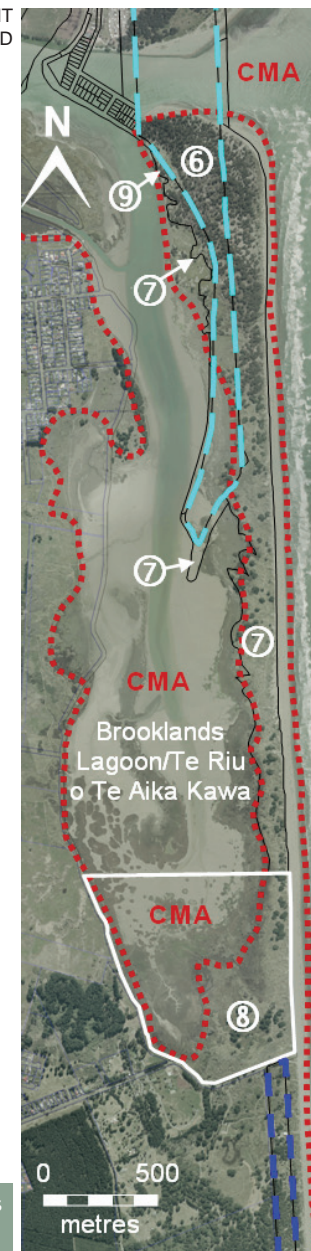 NT
D
CMA
N
6
9
7
7
7
CMA
Brooklands
Lagoon/Te Riu
o Te Aika Kawa
CMA
8
0 500
metres
s